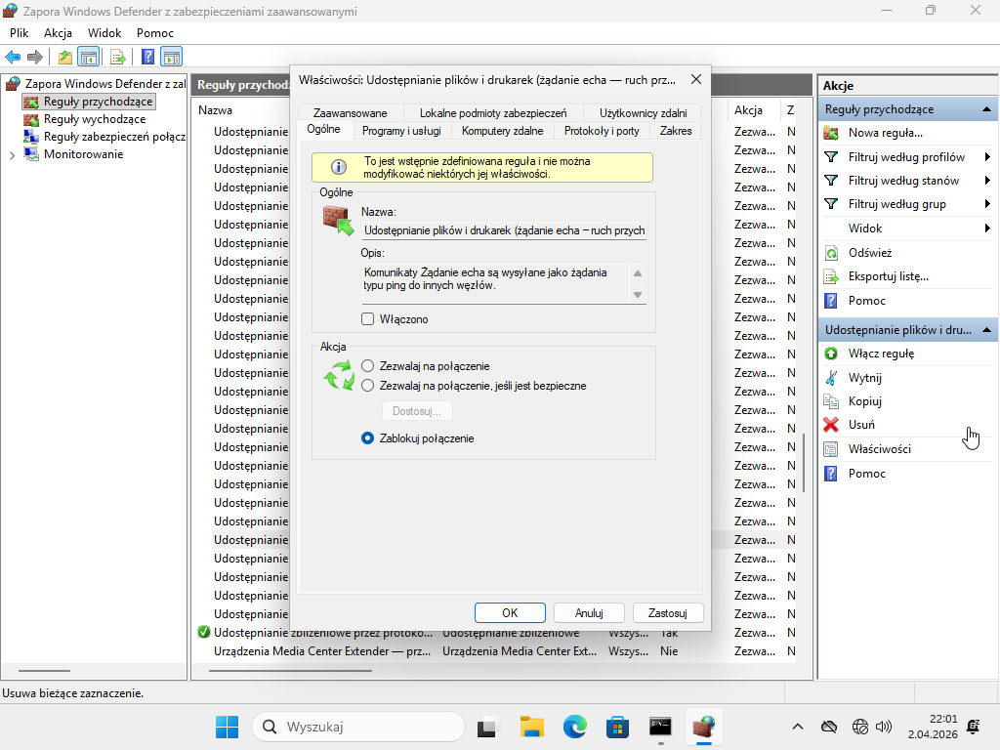 Zapora Windows Defender z zabezpieczeniami zaawansowanymi
Plik Akcja Widok Pomoc
Zapora Windows Defender z zal
Reguły przychodzące
Reguły wychodzące
Reguły zabezpieczeń połącz
Monitorowanie
Reguły przychodz
Nazwa
Akcja
Z
Udostępnianie
Zezwa... N
Udostępnianie
Zezwa... N
Udostępnianie
Zezwa... N
Udostępnianie
Zezwa... N
Udostępnianie
Zezwa... N
Udostępnianie
Zezwa... N
Udostępnianie
Zezwa... N
Udostępnianie
Zezwa... N
Udostępnianie
Zezwa... N
Udostępnianie
Zezwa... N
Udostępnianie
Zezwa... N
Udostępnianie
Zezwa... N
Udostępnianie
Zezwa... N
Udostępnianie
Zezwa... N
Udostępnianie
Zezwa... N
Udostępnianie
Zezwa... N
Udostępnianie
Zezwa... N
Udostępnianie
Zezwa... N
Udostępnianie
Zezwa... N
Udostępnianie
Zezwa... N
Udostępnianie
Zezwa... N
Udostępnianie
Zezwa... N
Udostępnianie
Zezwa... N
Udostępnianie
Zezwa... N
Udostępnianie
Zezwa... N
Udostępnianie
Zezwa... N
Udostępnianie
Zezwa... N
Udostępnianie zbliżeniowe przez protoko... Udostępnianie zbliżeniowe Wszys... Tak Zezwa... N
Urządzenia Media Center Extender — prz... Urządzenia Media Center Ext... Wszys... Nie Zezwa... N
Właściwości: Udostępnianie plików i drukarek (żądanie echa — ruch prz...
Zaawansowane Lokalne podmioty zabezpieczeń Użytkownicy zdalni
Ogólne Programy i usługi Komputery zdalne Protokoły i porty Zakres
To jest wstępnie zdefiniowana reguła i nie można
modyfikować niektórych jej właściwości.
Ogólne
Nazwa:
Udostępnianie plików i drukarek (żądanie echa – ruch przych
Opis:
Komunikaty Żądanie echa są wysyłane jako żądania
typu ping do innych węzłów.
Włączono
Akcja
Zezwalaj na połączenie
Zezwalaj na połączenie, jeśli jest bezpieczne
Dostosuj...
Zablokuj połączenie
OK Anuluj Zastosuj
Akcje
Reguły przychodzące
Nowa reguła...
Filtruj według profilów
Filtruj według stanów
Filtruj według grup
Widok
Odśwież
Eksportuj listę...
Pomoc
Udostępnianie plików i dru...
Włącz regułę
Wytnij
Kopiuj
Usuń
Właściwości
Pomoc
Usuwa bieżące zaznaczenie.
Wyszukaj
22:01
2.04.2026